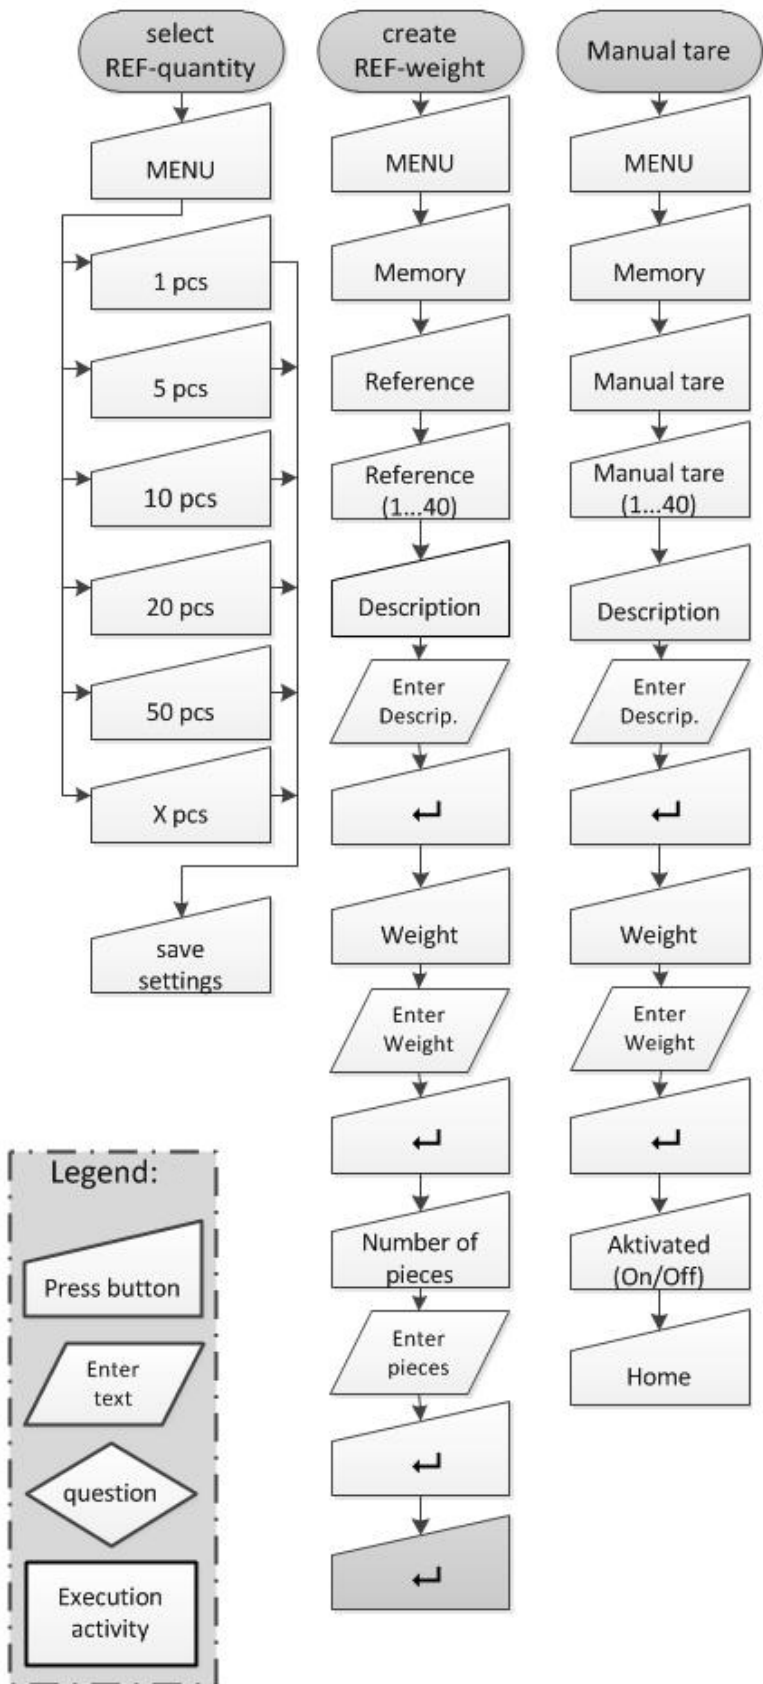 select
REF-quantity
MENU
1 pcs
5 pcs
10 pcs
20 pcs
50 pcs
X pcs
save
settings
create
REF-weight
MENU
Memory
Reference
Reference
(1...40)
Description
Enter
Descrip.
↵
Weight
Enter
Weight
↵
Number of
pieces
Enter
pieces
↵
↵
Manual tare
MENU
Memory
Manual tare
Manual tare
(1...40)
Description
Enter
Descrip.
↵
Weight
Enter
Weight
↵
Aktivated
(On/Off)
Home
Legend:
Press button
Enter
text
question
Execution
activity